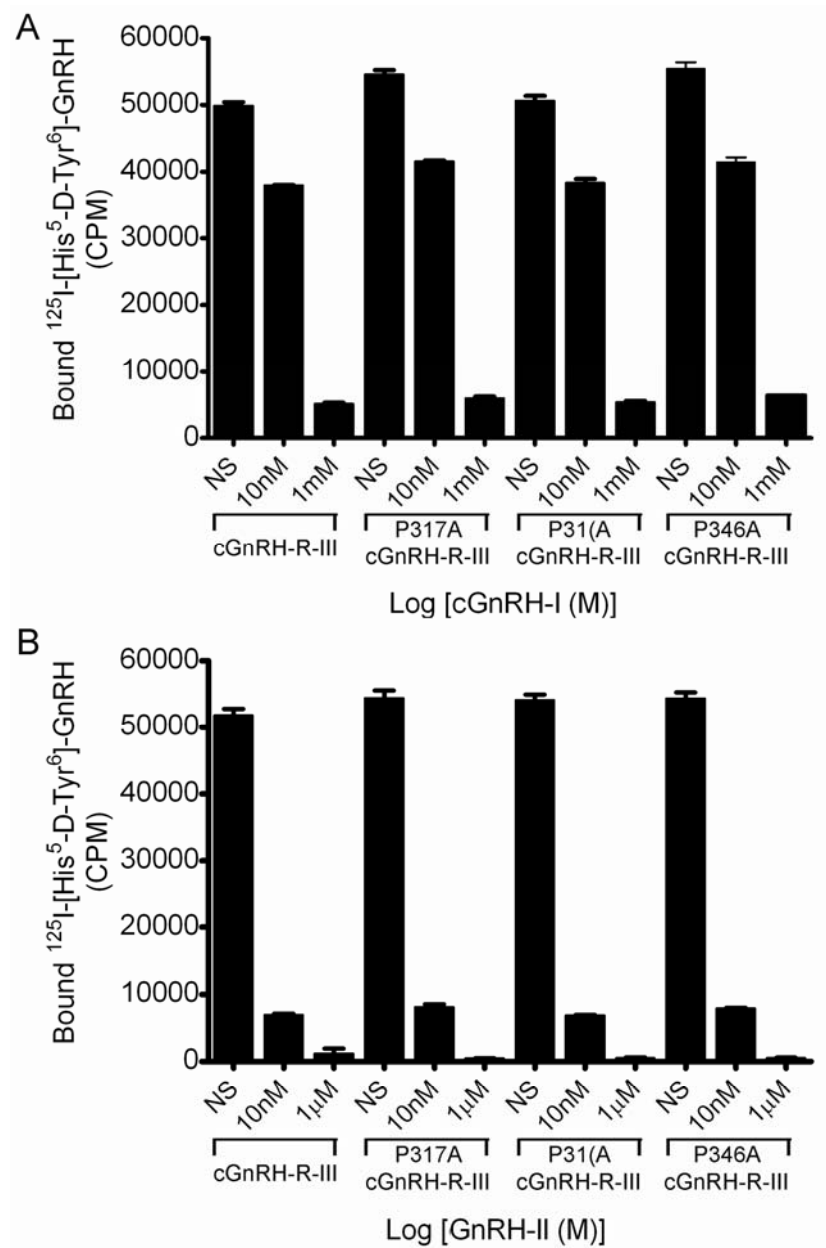 A
Bound ¹²⁵I-[His⁵-D-Tyr⁶]-GnRH
(CPM)
60000
50000
40000
30000
20000
10000
0
NS 10nM 1mM NS 10nM 1mM NS 10nM 1mM NS 10nM 1mM
cGnRH-R-III
P317A
cGnRH-R-III
P31(A
cGnRH-R-III
P346A
cGnRH-R-III
Log [cGnRH-I (M)]
B
Bound ¹²⁵I-[His⁵-D-Tyr⁶]-GnRH
(CPM)
60000
50000
40000
30000
20000
10000
0
NS 10nM 1µM NS 10nM 1µM NS 10nM 1µM NS 10nM 1µM
cGnRH-R-III
P317A
cGnRH-R-III
P31(A
cGnRH-R-III
P346A
cGnRH-R-III
Log [GnRH-II (M)]